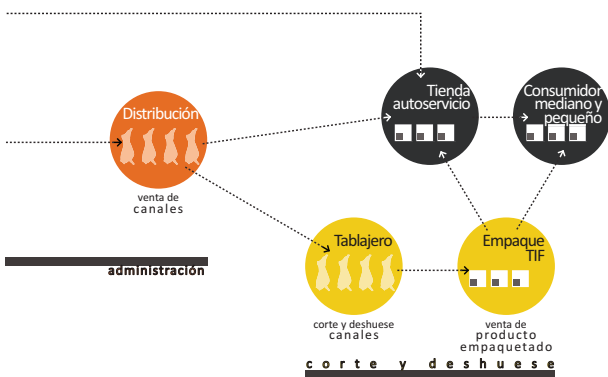 Tienda
autoservicio
Consumidor
mediano y
pequeño
Distribución
venta de
canales
Tablajero
Empaque
TIF
administración
corte y deshuese
canales
venta de
producto
empaquetado
corte y deshuese